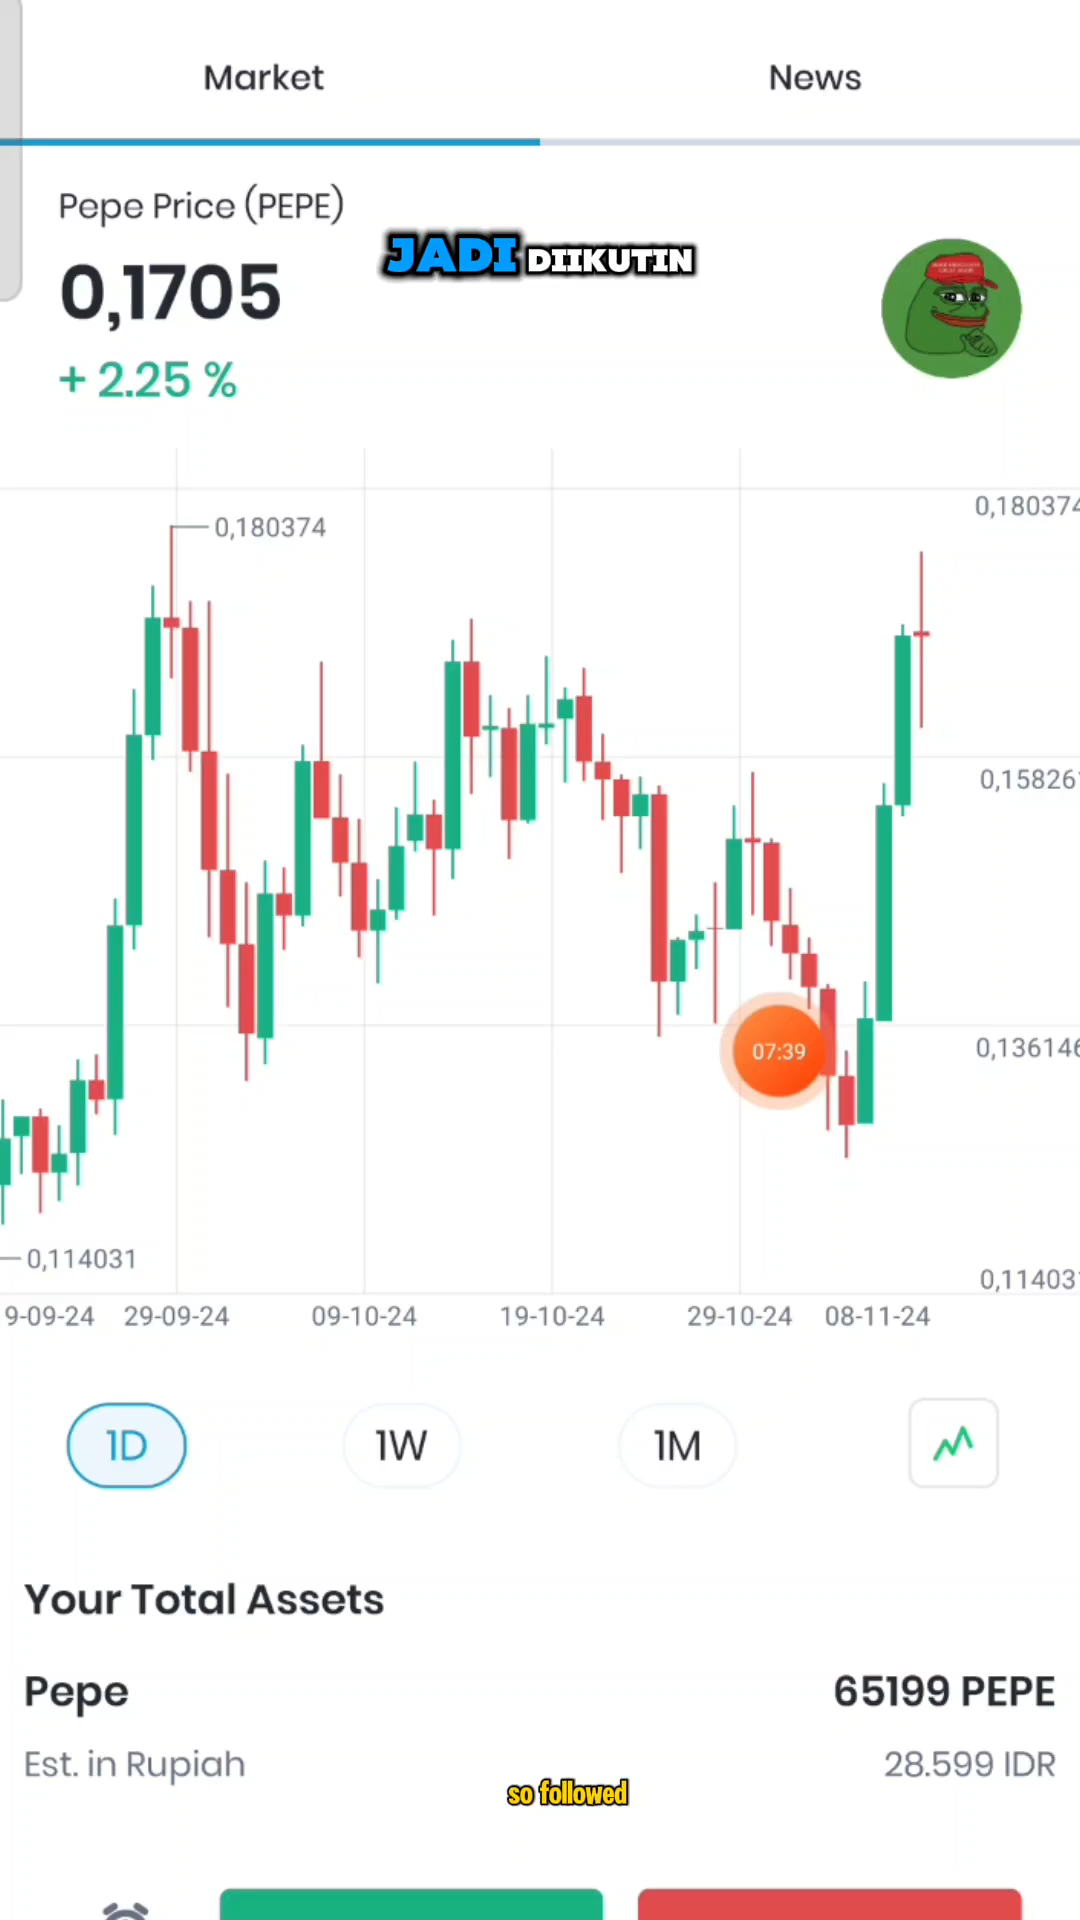 Market
News
Pepe Price (PEPE)
JADI DIIKUTIN
0,1705
+ 2.25 %
0,180374
0,180374
0,158261
0,136146
07:39
0,114031
0,114031
9-09-24
29-09-24
09-10-24
19-10-24
29-10-24
08-11-24
1D
1W
1M
Your Total Assets
Pepe
65199 PEPE
Est. in Rupiah
28.599 IDR
so followed